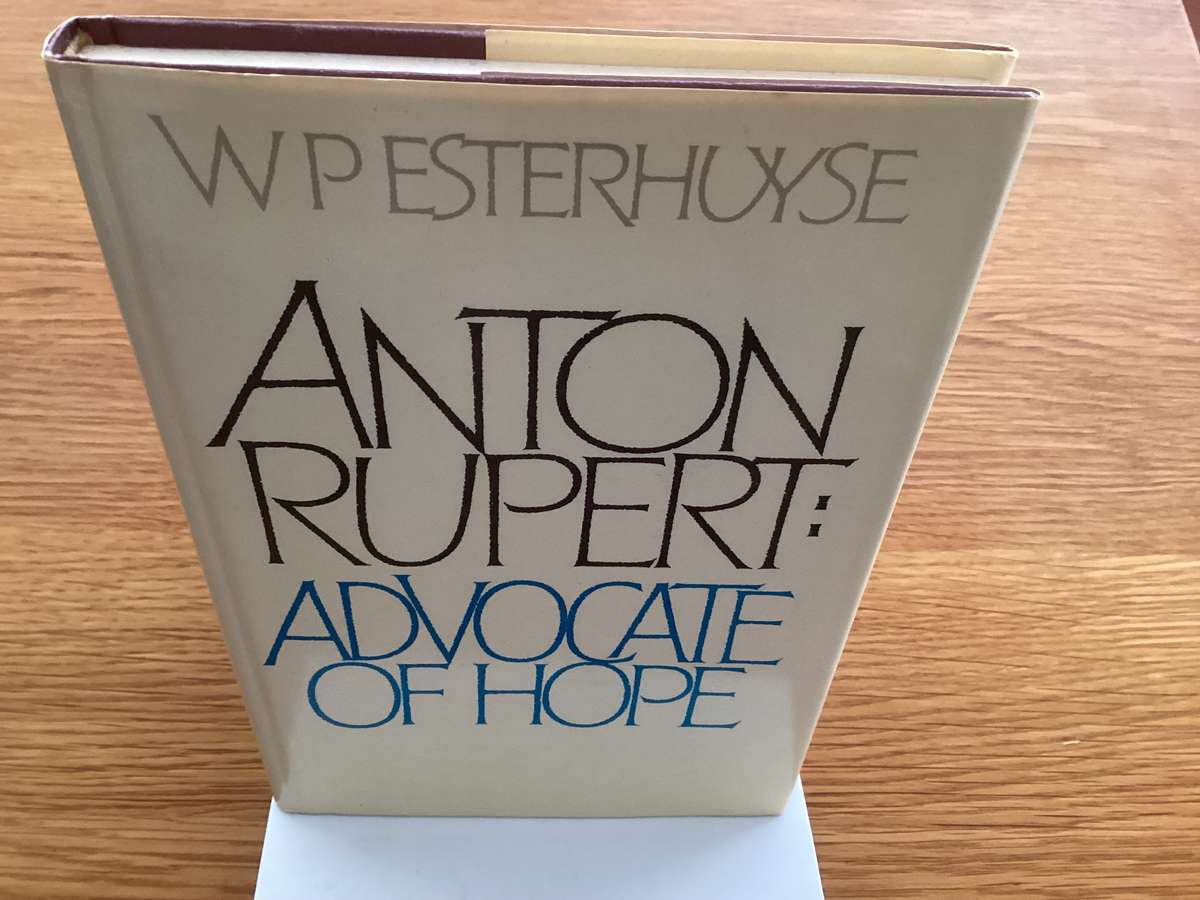 W P ESTERHUYSE
ANTON
RUPERT:
ADVOCATE
OF HOPE